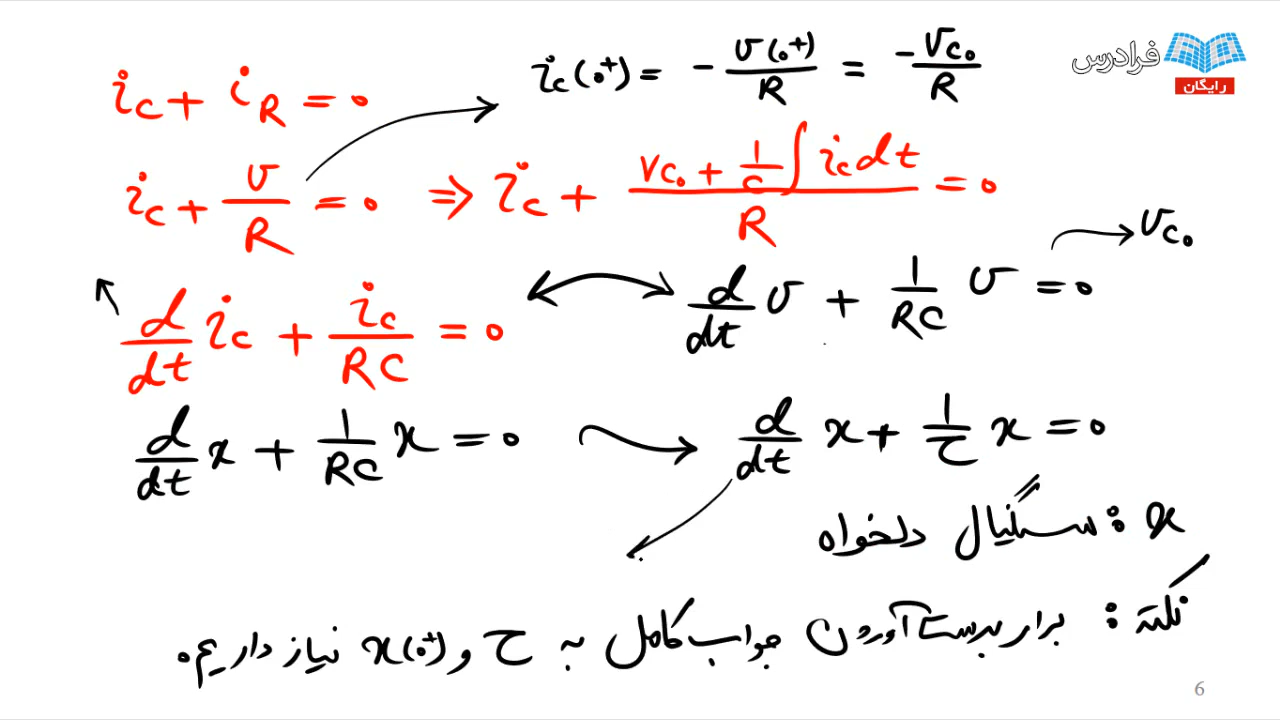 فرادرس
رایگان
i_C(0⁺) = - v(0⁺)/R = -V_C0/R
i_C + i_R = 0
i_C + v/R = 0 ⇒ i_C + (V_C0 + 1/C ∫ i_C dt)/R = 0
→ V_C0
d/dt i_C + i_C/RC = 0 ↔ d/dt v + 1/RC v = 0
d/dt x + 1/RC x = 0 → d/dt x + 1/τ x = 0
x : سیگنال دلخواه
نکته : برای بدست آوردن جواب کامل به τ و x(0⁺) نیاز داریم.
6